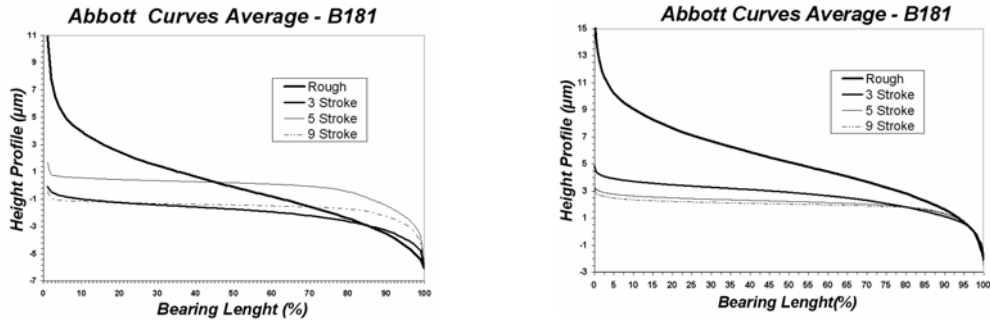 Abbott Curves Average - B181
Height Profile (µm)
11
9
7
5
3
1
-1
-3
-5
-7
Rough
3 Stroke
5 Stroke
9 Stroke
0 10 20 30 40 50 60 70 80 90 100
Bearing Lenght (%)
Abbott Curves Average - B181
Height Profile (µm)
15
13
11
9
7
5
3
1
-1
-3
Rough
3 Stroke
5 Stroke
9 Stroke
0 5 10 15 20 25 30 35 40 45 50 55 60 65 70 75 80 85 90 95 100
Bearing Lenght(%)